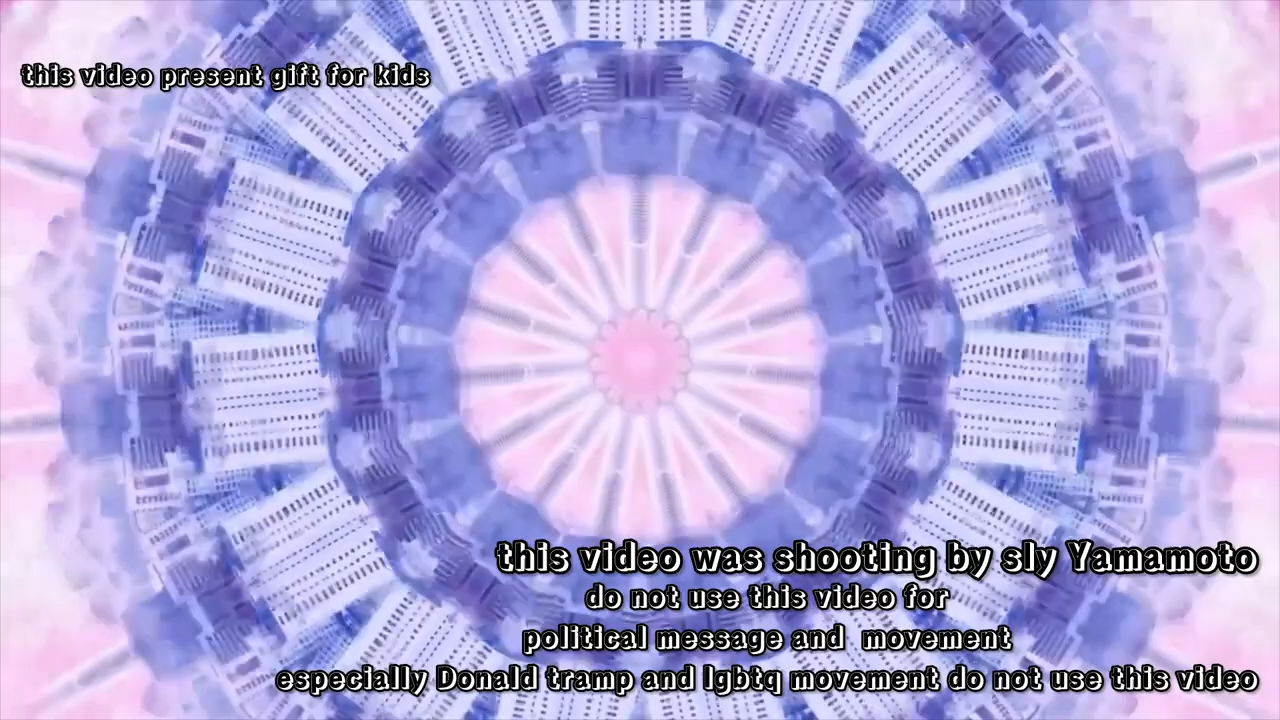 this video present gift for kids
this video was shooting by sly Yamamoto
do not use this video for
political message and  movement
especially Donald tramp and lgbtq movement do not use this video